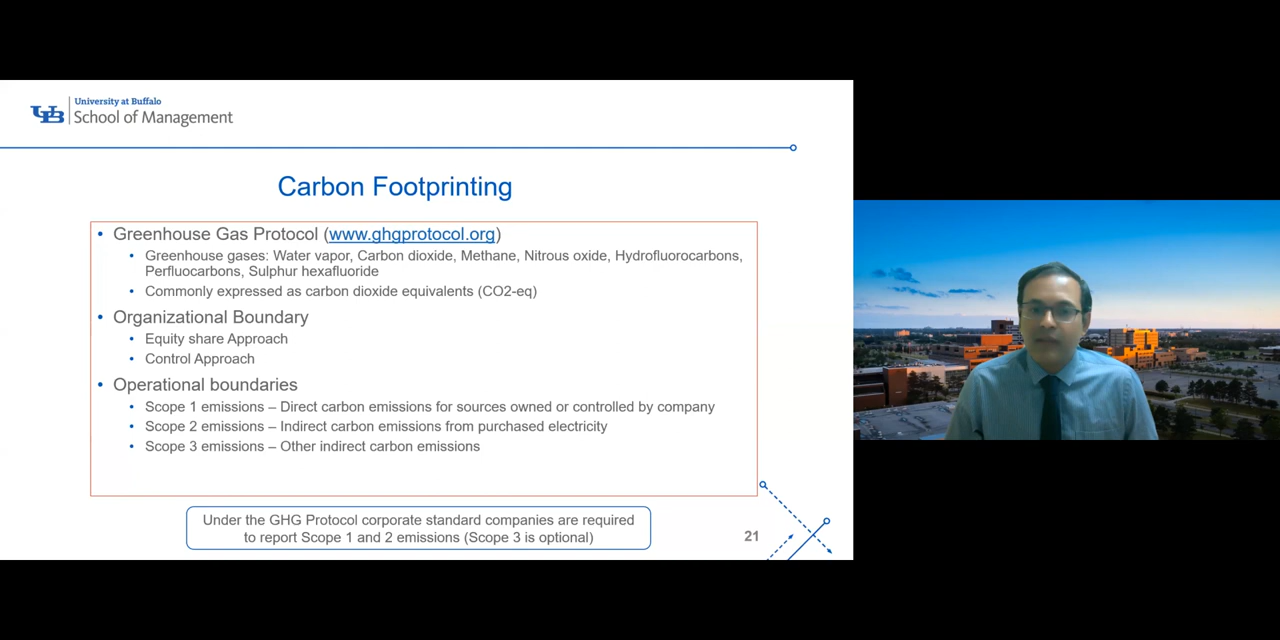 UB
University at Buffalo
School of Management
Carbon Footprinting
• Greenhouse Gas Protocol (www.ghgprotocol.org)
• Greenhouse gases: Water vapor, Carbon dioxide, Methane, Nitrous oxide, Hydrofluorocarbons,
Perfluocarbons, Sulphur hexafluoride
• Commonly expressed as carbon dioxide equivalents (CO2-eq)
• Organizational Boundary
• Equity share Approach
• Control Approach
• Operational boundaries
• Scope 1 emissions – Direct carbon emissions for sources owned or controlled by company
• Scope 2 emissions – Indirect carbon emissions from purchased electricity
• Scope 3 emissions – Other indirect carbon emissions
Under the GHG Protocol corporate standard companies are required
to report Scope 1 and 2 emissions (Scope 3 is optional)
21